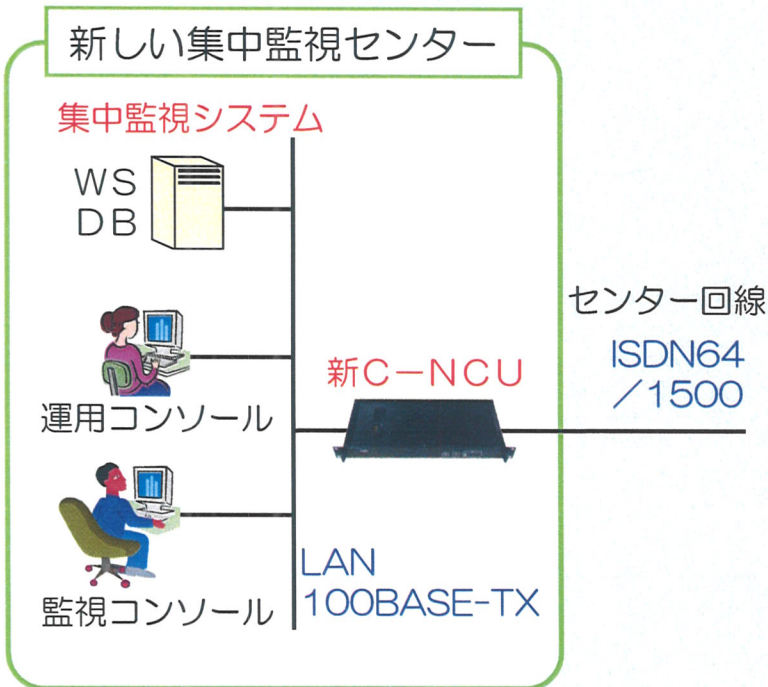 新しい集中監視センター
集中監視システム
WS
DB
センター回線
ISDN64
/1500
新C-NCU
運用コンソール
LAN
100BASE-TX
監視コンソール